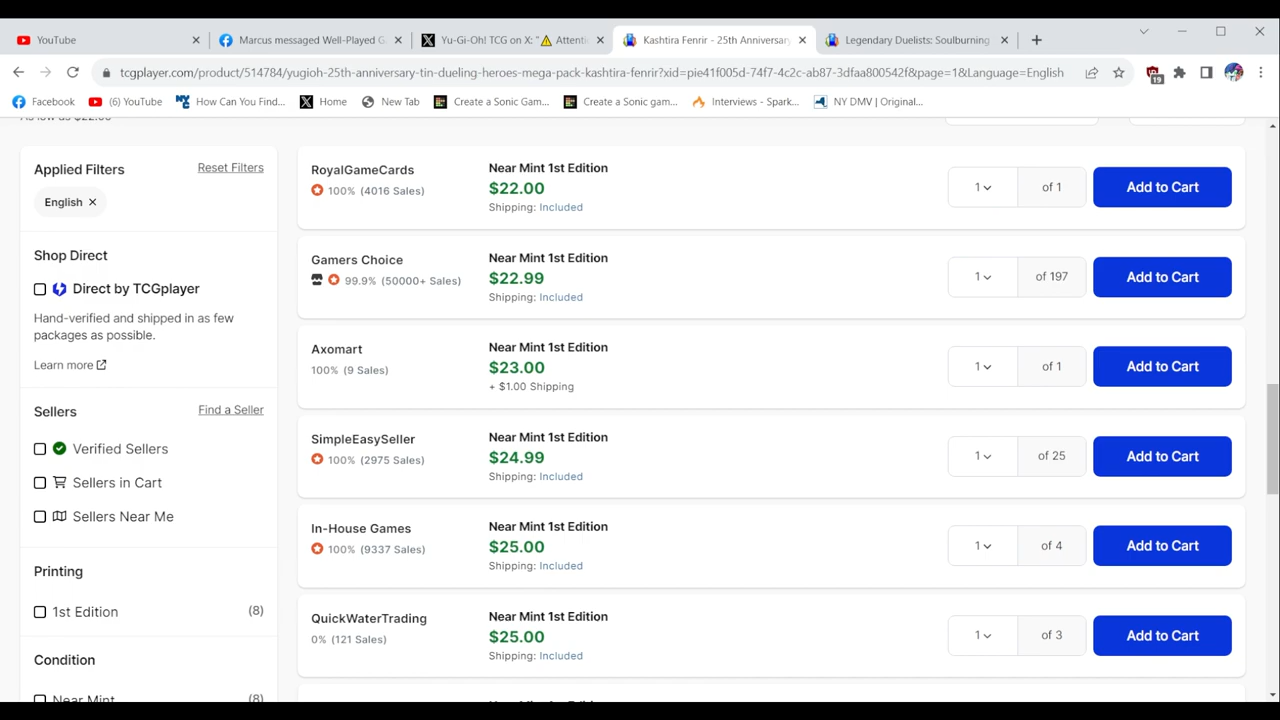 YouTube
Marcus messaged Well-Played G
Yu-Gi-Oh! TCG on X: "⚠ Attenti
Kashtira Fenrir - 25th Anniversary
Legendary Duelists: Soulburning
tcgplayer.com/product/514784/yugioh-25th-anniversary-tin-dueling-heroes-mega-pack-kashtira-fenrir?xid=pie41f005d-74f7-4c2c-ab87-3dfaa800542f&page=1&Language=English
19
Facebook
(6) YouTube
How Can You Find...
Home
New Tab
Create a Sonic Gam...
Create a Sonic gam...
Interviews - Spark...
NY DMV | Original...
As low as $22.00
Applied Filters
Reset Filters
English ×
Shop Direct
Direct by TCGplayer
Hand-verified and shipped in as few
packages as possible.
Learn more
Sellers
Find a Seller
Verified Sellers
Sellers in Cart
Sellers Near Me
Printing
1st Edition (8)
Condition
Near Mint (8)
RoyalGameCards
100% (4016 Sales)
Near Mint 1st Edition
$22.00
Shipping: Included
1
of 1
Add to Cart
Gamers Choice
99.9% (50000+ Sales)
Near Mint 1st Edition
$22.99
Shipping: Included
1
of 197
Add to Cart
Axomart
100% (9 Sales)
Near Mint 1st Edition
$23.00
+ $1.00 Shipping
1
of 1
Add to Cart
SimpleEasySeller
100% (2975 Sales)
Near Mint 1st Edition
$24.99
Shipping: Included
1
of 25
Add to Cart
In-House Games
100% (9337 Sales)
Near Mint 1st Edition
$25.00
Shipping: Included
1
of 4
Add to Cart
QuickWaterTrading
0% (121 Sales)
Near Mint 1st Edition
$25.00
Shipping: Included
1
of 3
Add to Cart